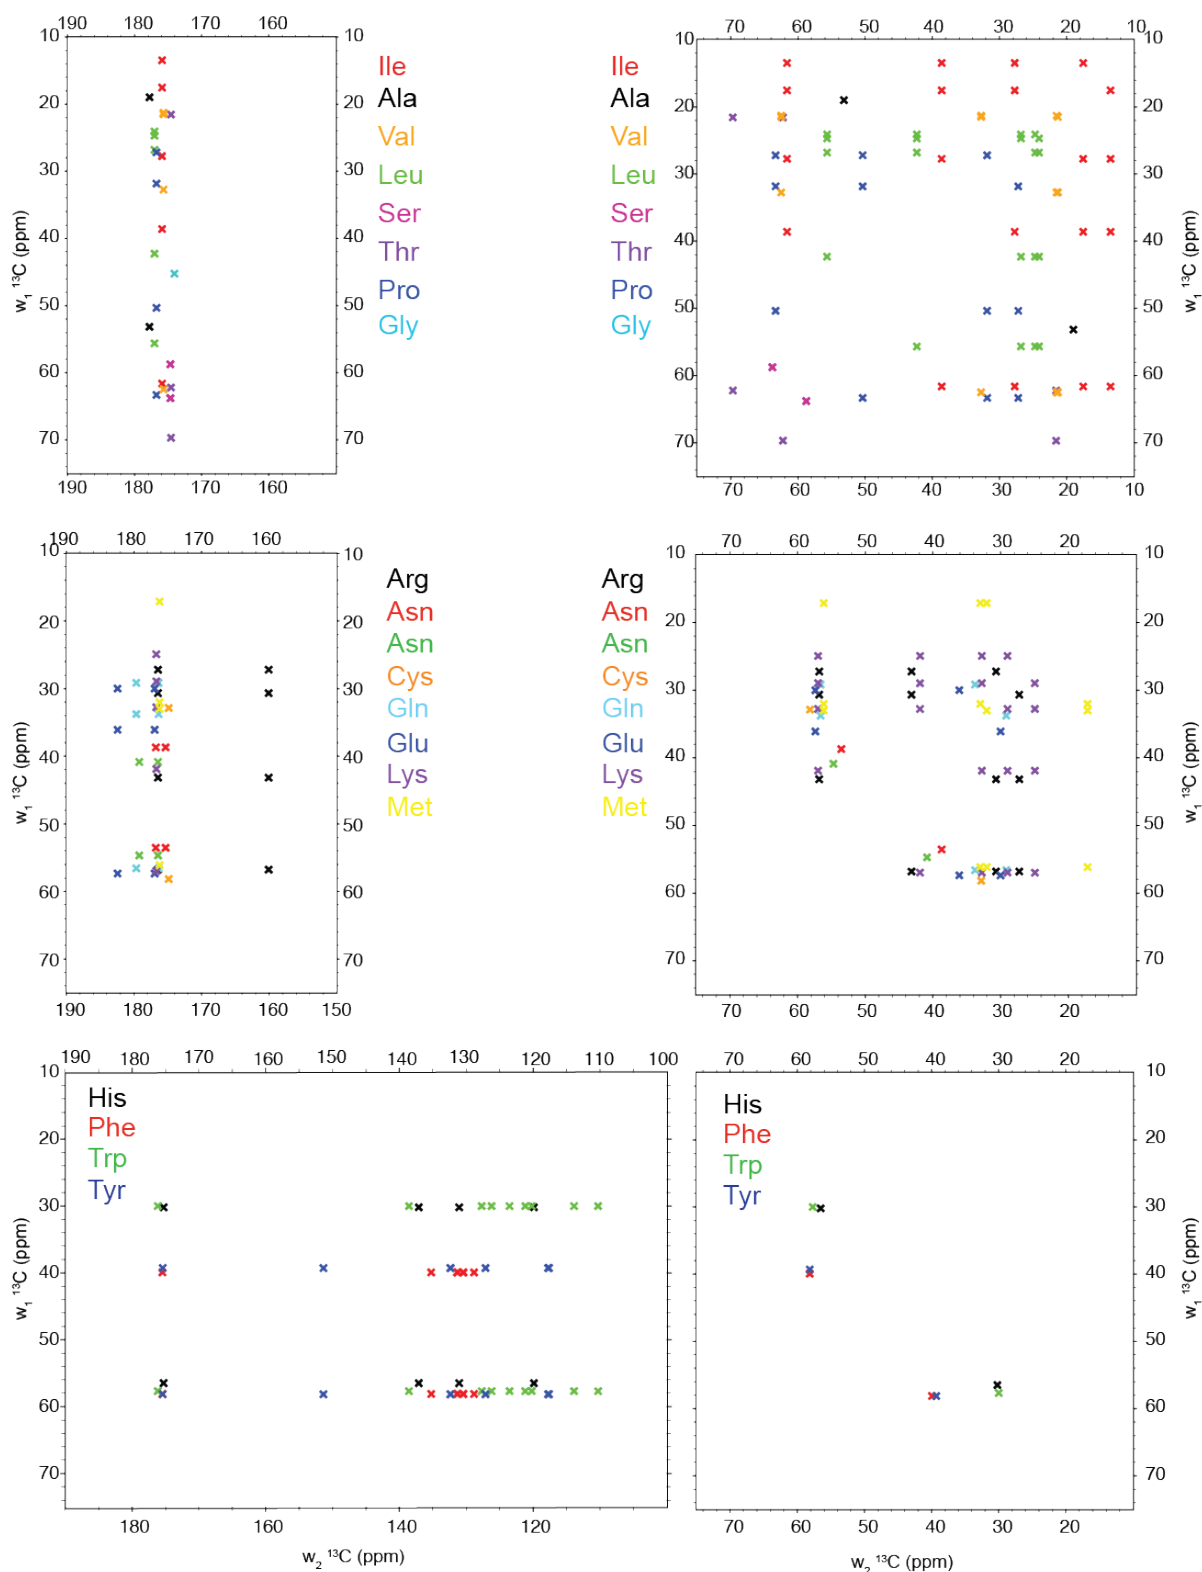 190 180 170 160
70 60 50 40 30 20 10
10 10 10 10
20 20 20 20
30 30 30 30
40 40 40 40
50 50 50 50
60 60 60 60
70 70 70 70
190 180 170 160
70 60 50 40 30 20 10
w1 13C (ppm)
Ile
Ala
Val
Leu
Ser
Thr
Pro
Gly
Ile
Ala
Val
Leu
Ser
Thr
Pro
Gly
w1 13C (ppm)
190 180 170 160
70 60 50 40 30 20
10 10 10 10
20 20 20 20
30 30 30 30
40 40 40 40
50 50 50 50
60 60 60 60
70 70 70 70
190 180 170 160 150
70 60 50 40 30 20
w1 13C (ppm)
Arg
Asn
Asn
Cys
Gln
Glu
Lys
Met
Arg
Asn
Asn
Cys
Gln
Glu
Lys
Met
w1 13C (ppm)
190 180 170 160 150 140 130 120 110 100
70 60 50 40 30 20
10 10
20 20
30 30
40 40
50 50
60 60
70 70
w1 13C (ppm)
His
Phe
Trp
Tyr
His
Phe
Trp
Tyr
w1 13C (ppm)
180 160 140 120
70 60 50 40 30 20
w2 13C (ppm)
w2 13C (ppm)